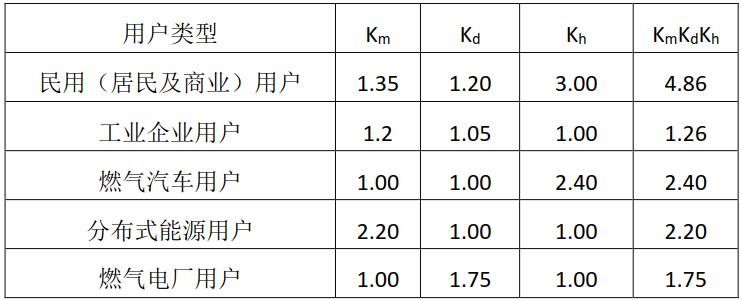 用户类型 Km Kd Kh KmKdKh
民用（居民及商业）用户 1.35 1.20 3.00 4.86
工业企业用户 1.2 1.05 1.00 1.26
燃气汽车用户 1.00 1.00 2.40 2.40
分布式能源用户 2.20 1.00 1.00 2.20
燃气电厂用户 1.00 1.75 1.00 1.75